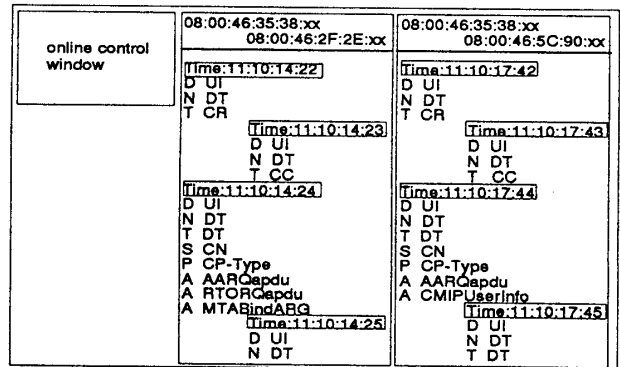 online control
window
08:00:46:35:38:xx
08:00:46:2F:2E:xx
Time:11:10:14:22
D UI
N DT
T CR
Time:11:10:14:23
D UI
N DT
T CC
Time:11:10:14:24
D UI
N DT
T DT
S CN
P CP-Type
A AARQapdu
A RTORQapdu
A MTABindARG
Time:11:10:14:25
D UI
N DT
08:00:46:35:38:xx
08:00:46:5C:90:xx
Time:11:10:17:42
D UI
N DT
T CR
Time:11:10:17:43
D UI
N DT
T CC
Time:11:10:17:44
D UI
N DT
T DT
S CN
P CP-Type
A AARQapdu
A CMIPUserInfo
Time:11:10:17:45
D UI
N DT
T DT